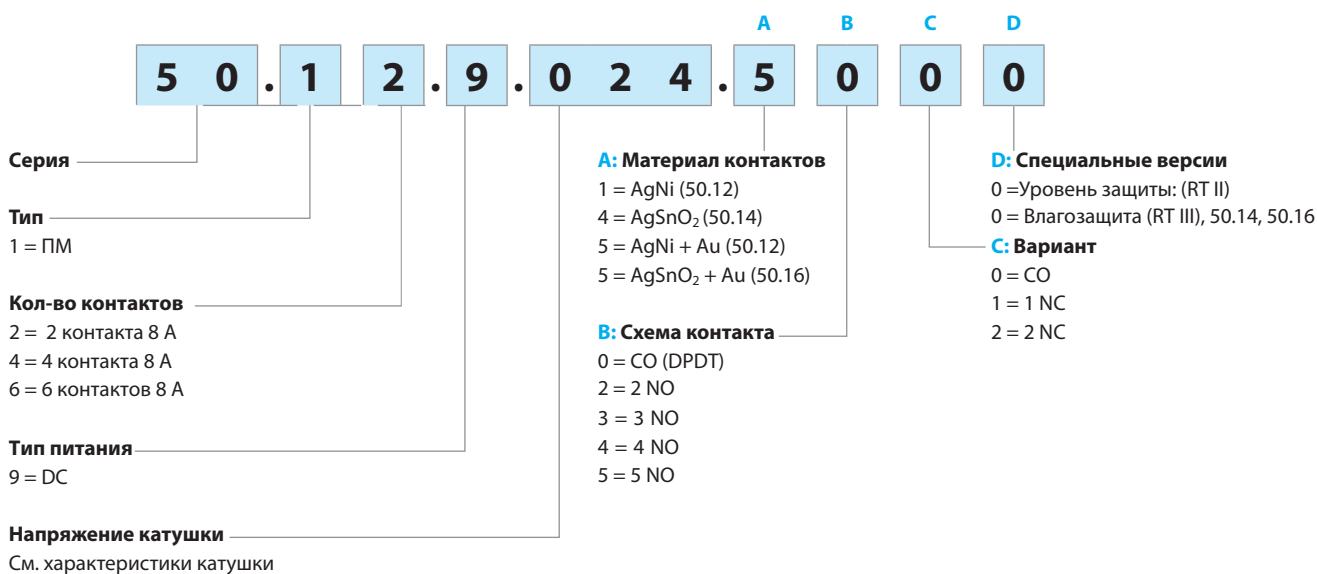 A B C D
5 0 . 1 2 . 9 . 0 2 4 . 5 0 0 0
Серия
Тип
1 = ПМ
Кол-во контактов
2 = 2 контакта 8 А
4 = 4 контакта 8 А
6 = 6 контактов 8 А
Тип питания
9 = DC
Напряжение катушки
См. характеристики катушки
A: Материал контактов
1 = AgNi (50.12)
4 = AgSnO₂ (50.14)
5 = AgNi + Au (50.12)
5 = AgSnO₂ + Au (50.16)
B: Схема контакта
0 = CO (DPDT)
2 = 2 NO
3 = 3 NO
4 = 4 NO
5 = 5 NO
D: Специальные версии
0 =Уровень защиты: (RT II)
0 = Влагозащита (RT III), 50.14, 50.16
C: Вариант
0 = CO
1 = 1 NC
2 = 2 NC